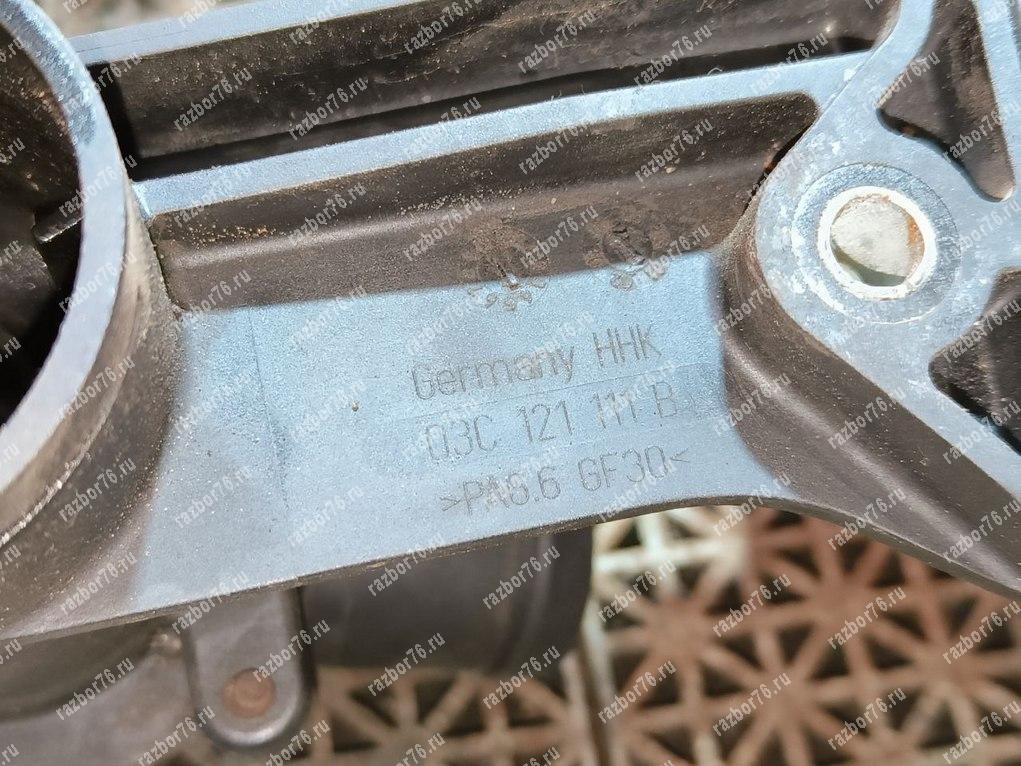 Germany HHK
03C 121 111 B
>PA6.6 GF30<
razbor76.ru